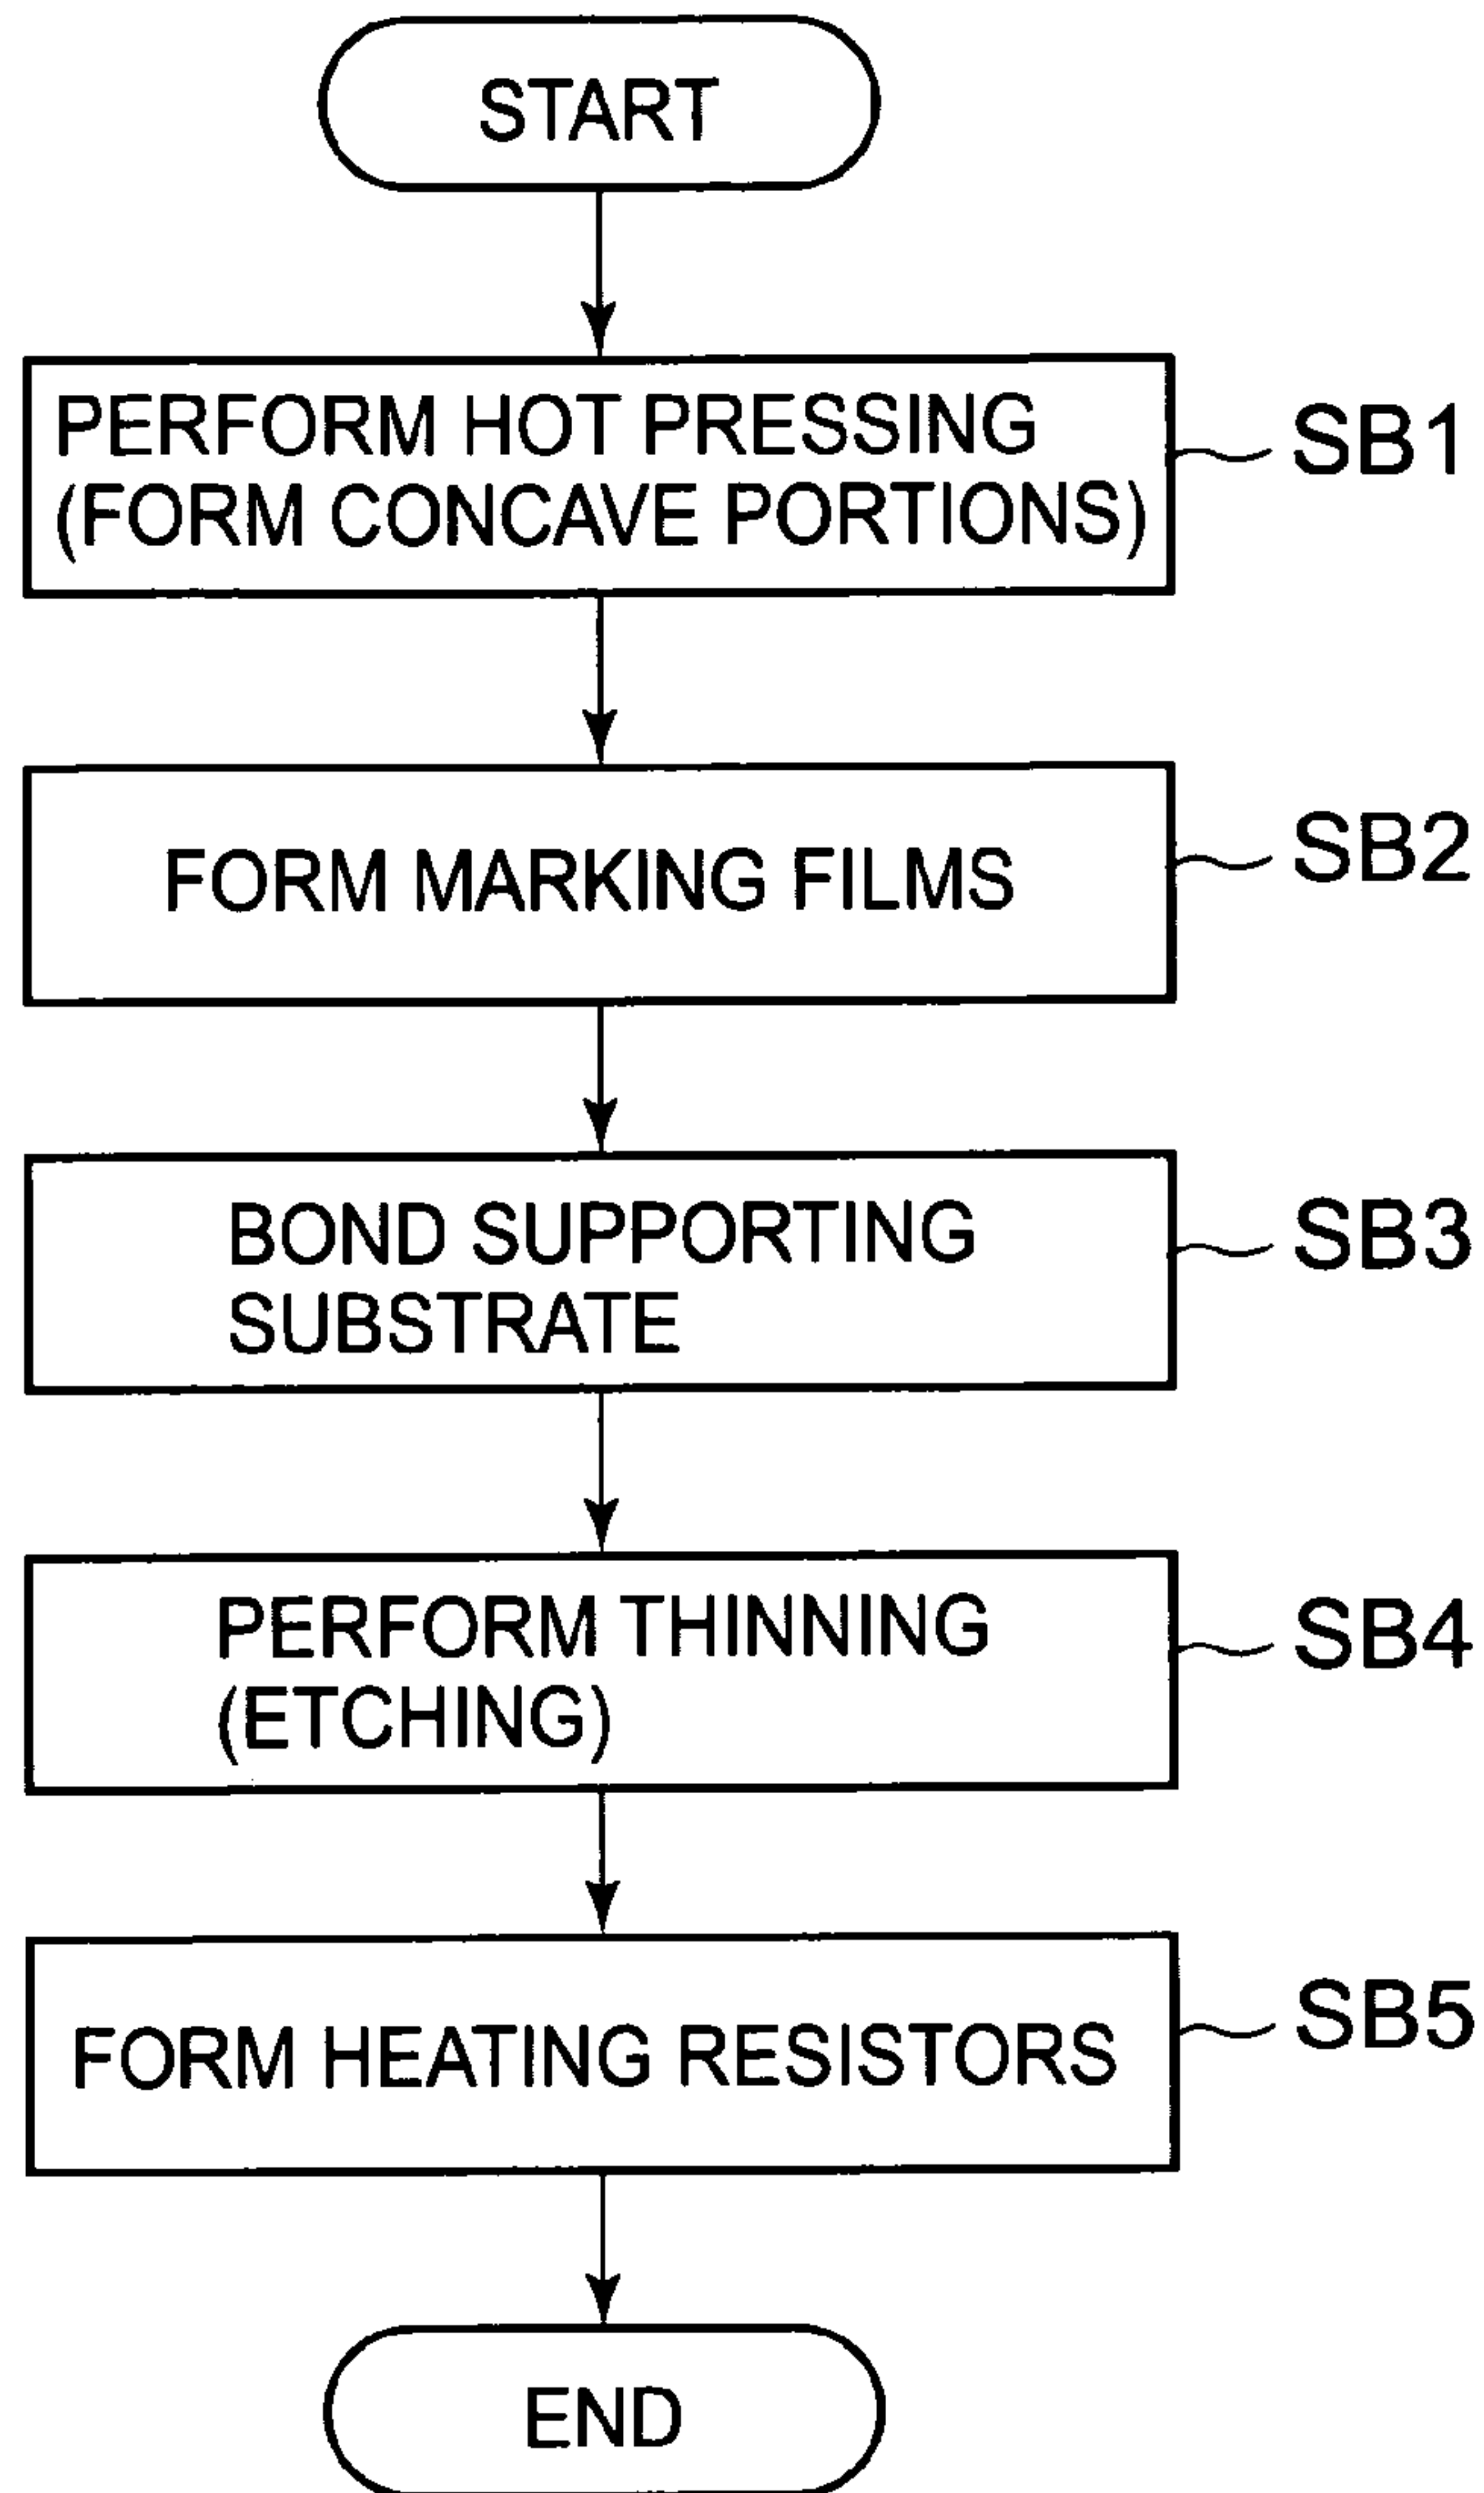 START
PERFORM HOT PRESSING
(FORM CONCAVE PORTIONS)
SB1
FORM MARKING FILMS
SB2
BOND SUPPORTING
SUBSTRATE
SB3
PERFORM THINNING
(ETCHING)
SB4
FORM HEATING RESISTORS
SB5
END